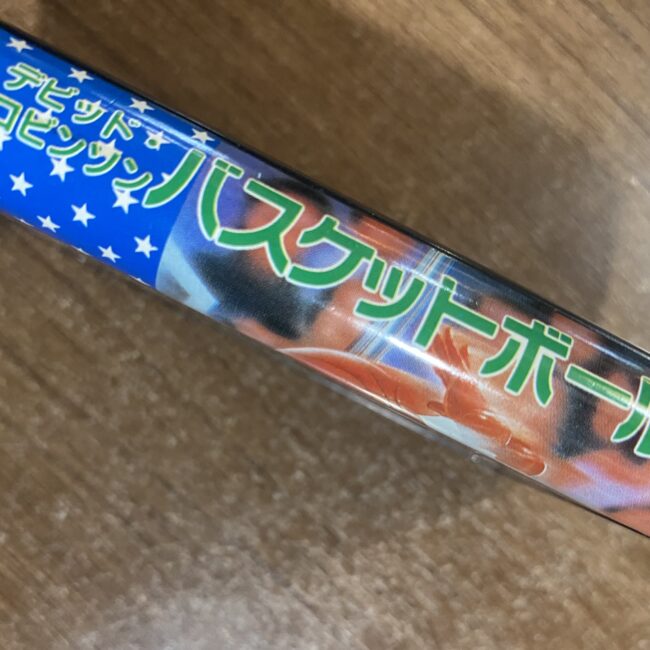 デビッド・
ロビンソン
バスケットボール